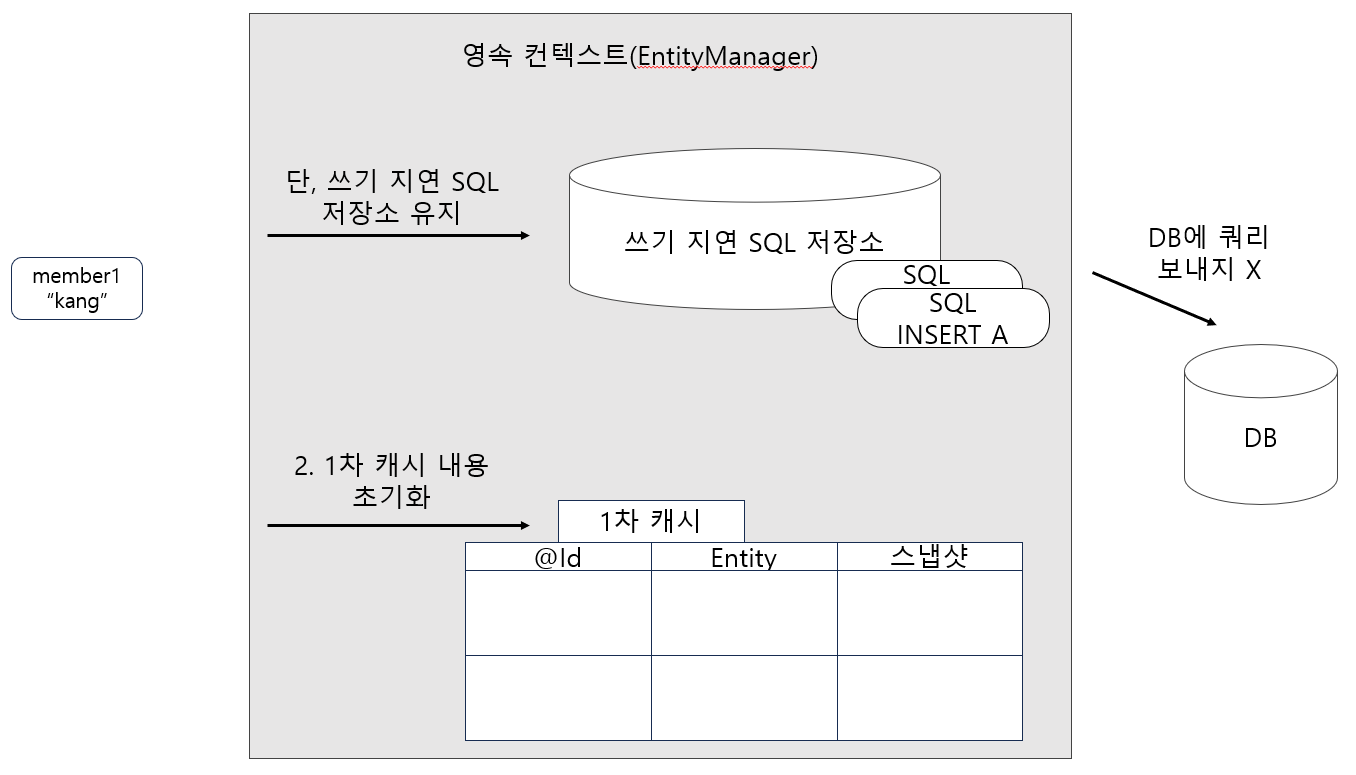 영속 컨텍스트(EntityManager)
단, 쓰기 지연 SQL
저장소 유지
쓰기 지연 SQL 저장소
SQL
SQL
INSERT A
member1
“kang”
DB에 쿼리
보내지 X
DB
2. 1차 캐시 내용
초기화
1차 캐시
@Id Entity 스냅샷